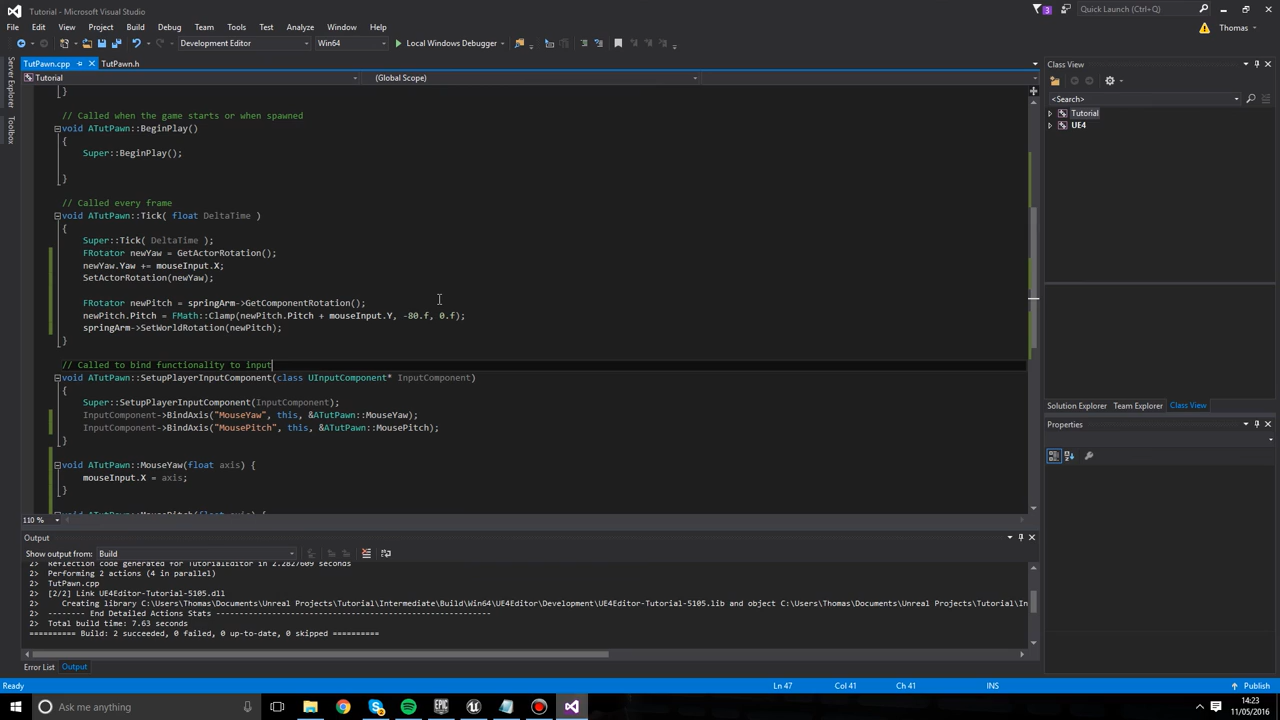 Tutorial - Microsoft Visual Studio
3
Quick Launch (Ctrl+Q)
File Edit View Project Build Debug Team Tools Test Analyze Window Help
Thomas
Development Editor Win64 Local Windows Debugger
TutPawn.cpp TutPawn.h
Class View
Tutorial (Global Scope)
Server Explorer
Toolbox
<Search>
Tutorial
UE4
}
// Called when the game starts or when spawned
void ATutPawn::BeginPlay()
{
Super::BeginPlay();
}
// Called every frame
void ATutPawn::Tick( float DeltaTime )
{
Super::Tick( DeltaTime );
FRotator newYaw = GetActorRotation();
newYaw.Yaw += mouseInput.X;
SetActorRotation(newYaw);
FRotator newPitch = springArm->GetComponentRotation();
newPitch.Pitch = FMath::Clamp(newPitch.Pitch + mouseInput.Y, -80.f, 0.f);
springArm->SetWorldRotation(newPitch);
}
// Called to bind functionality to input
void ATutPawn::SetupPlayerInputComponent(class UInputComponent* InputComponent)
{
Super::SetupPlayerInputComponent(InputComponent);
InputComponent->BindAxis("MouseYaw", this, &ATutPawn::MouseYaw);
InputComponent->BindAxis("MousePitch", this, &ATutPawn::MousePitch);
}
void ATutPawn::MouseYaw(float axis) {
mouseInput.X = axis;
}
void ATutPawn::MousePitch(float axis) {
110 %
Solution Explorer Team Explorer Class View
Properties
Output
Show output from: Build
2> Reflection code generated for TutorialEditor in 2.2827609 seconds
2> Performing 2 actions (4 in parallel)
2> TutPawn.cpp
2> [2/2] Link UE4Editor-Tutorial-5105.dll
2> Creating library C:\Users\Thomas\Documents\Unreal Projects\Tutorial\Intermediate\Build\Win64\UE4Editor\Development\UE4Editor-Tutorial-5105.lib and object C:\Users\Thomas\Documents\Unreal Projects\Tutorial\In
2> -------- End Detailed Actions Stats -----------------------------------------------------------
2> Total build time: 7.63 seconds
========== Build: 2 succeeded, 0 failed, 0 up-to-date, 0 skipped ==========
Error List Output
Ready Ln 47 Col 41 Ch 41 INS Publish
Ask me anything
EPIC
14:23
11/05/2016